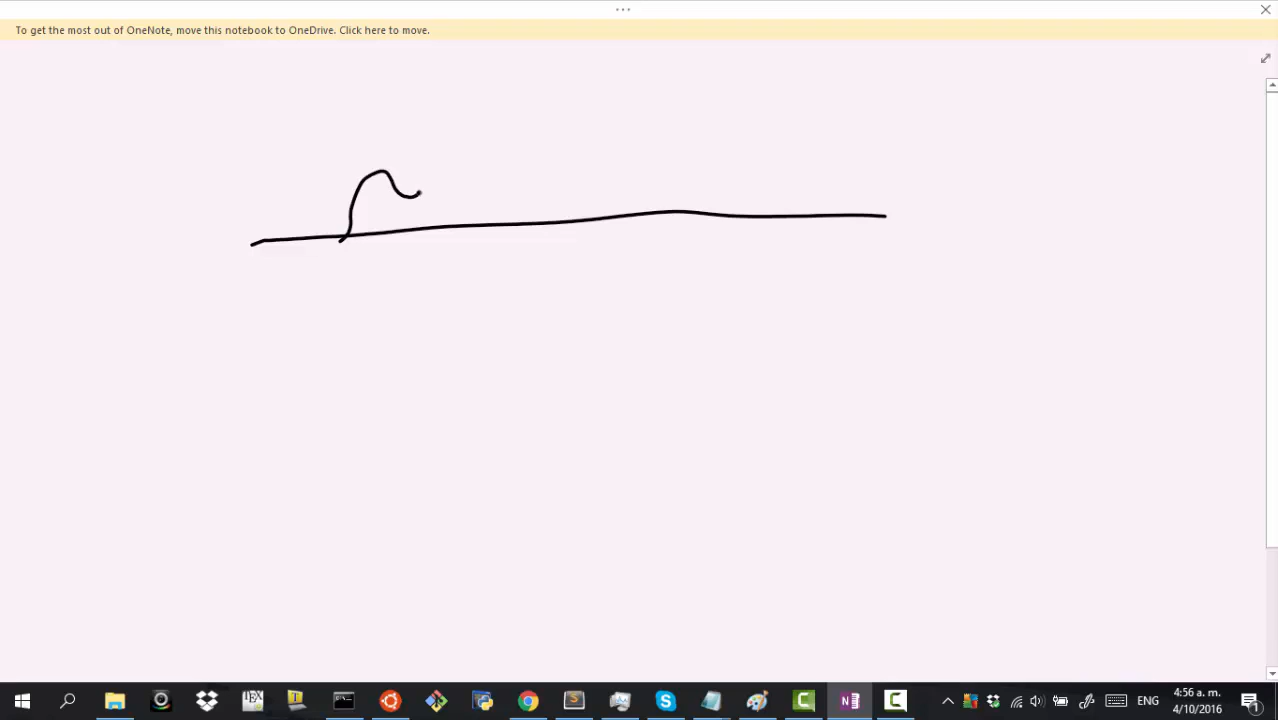 To get the most out of OneNote, move this notebook to OneDrive. Click here to move.
ENG
4:56 a. m.
4/10/2016